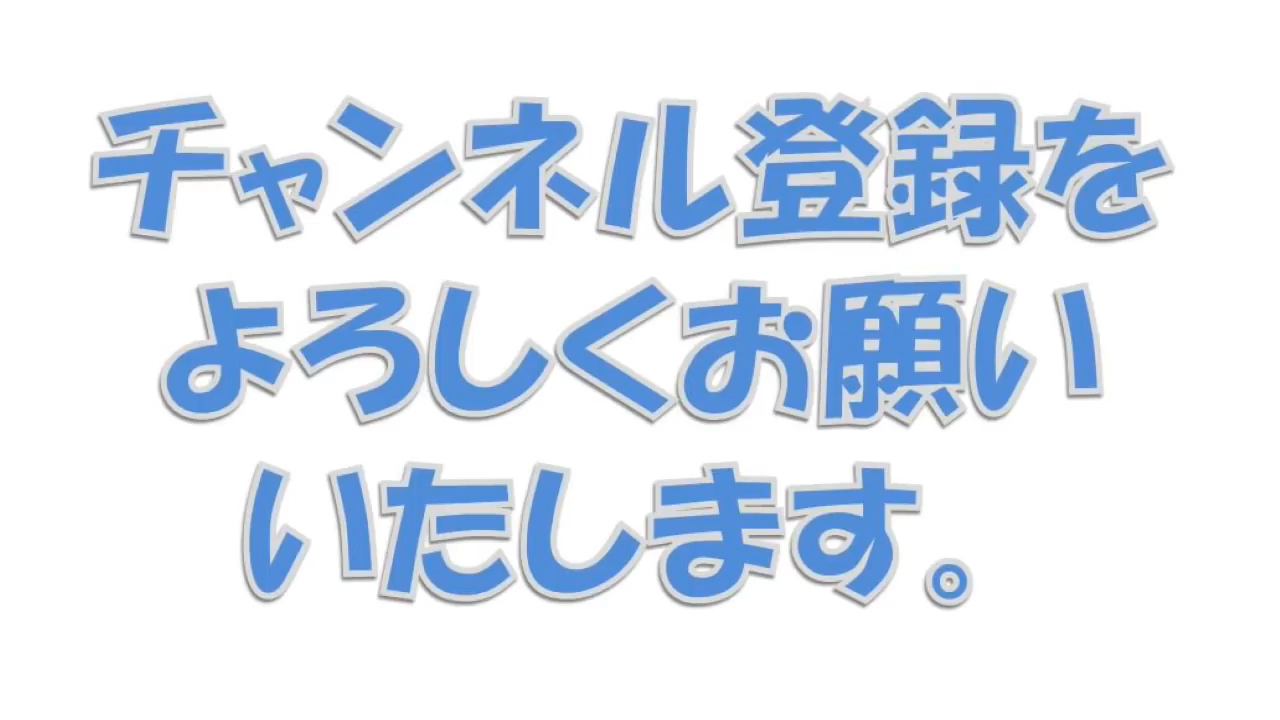 チャンネル登録を
よろしくお願い
いたします。